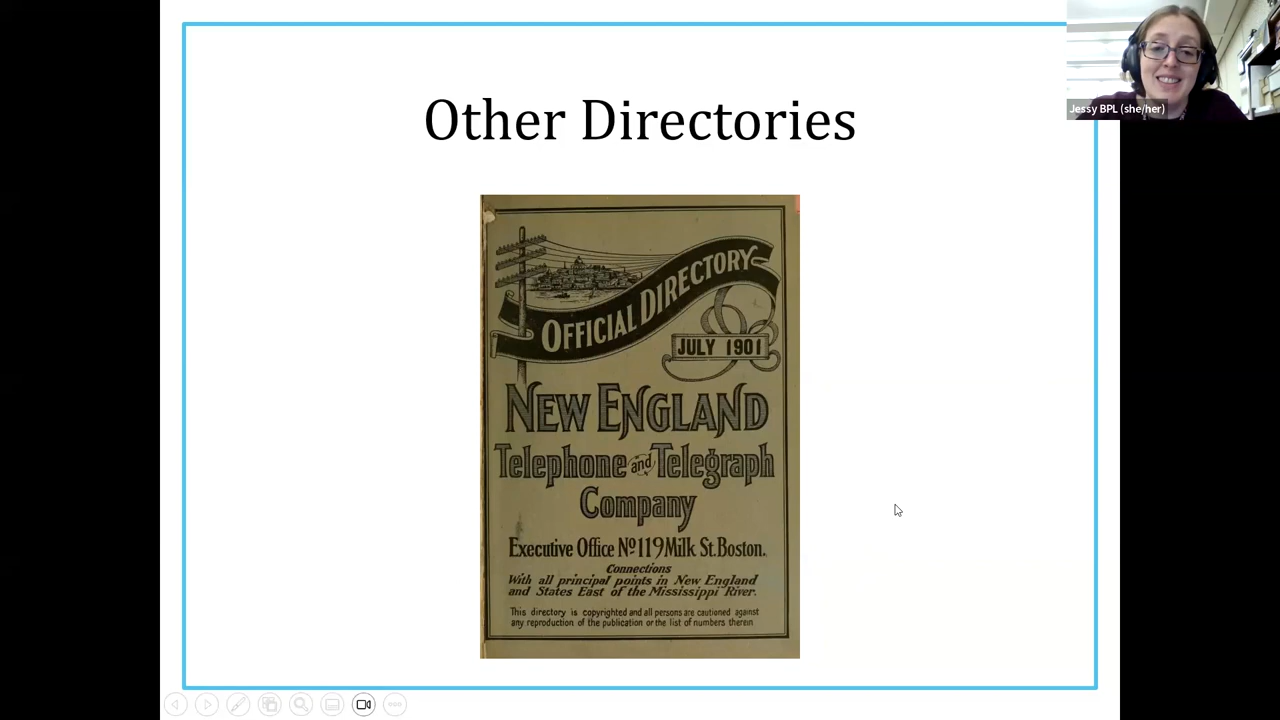 Other Directories
Jessy BPL (she/her)
OFFICIAL DIRECTORY
JULY 1901
NEW ENGLAND
Telephone and Telegraph
Company
Executive Office No 119 Milk St. Boston.
Connections
With all principal points in New England
and States East of the Mississippi River.
This directory is copyrighted and all persons are cautioned against
any reproduction of the publication or the list of numbers therein